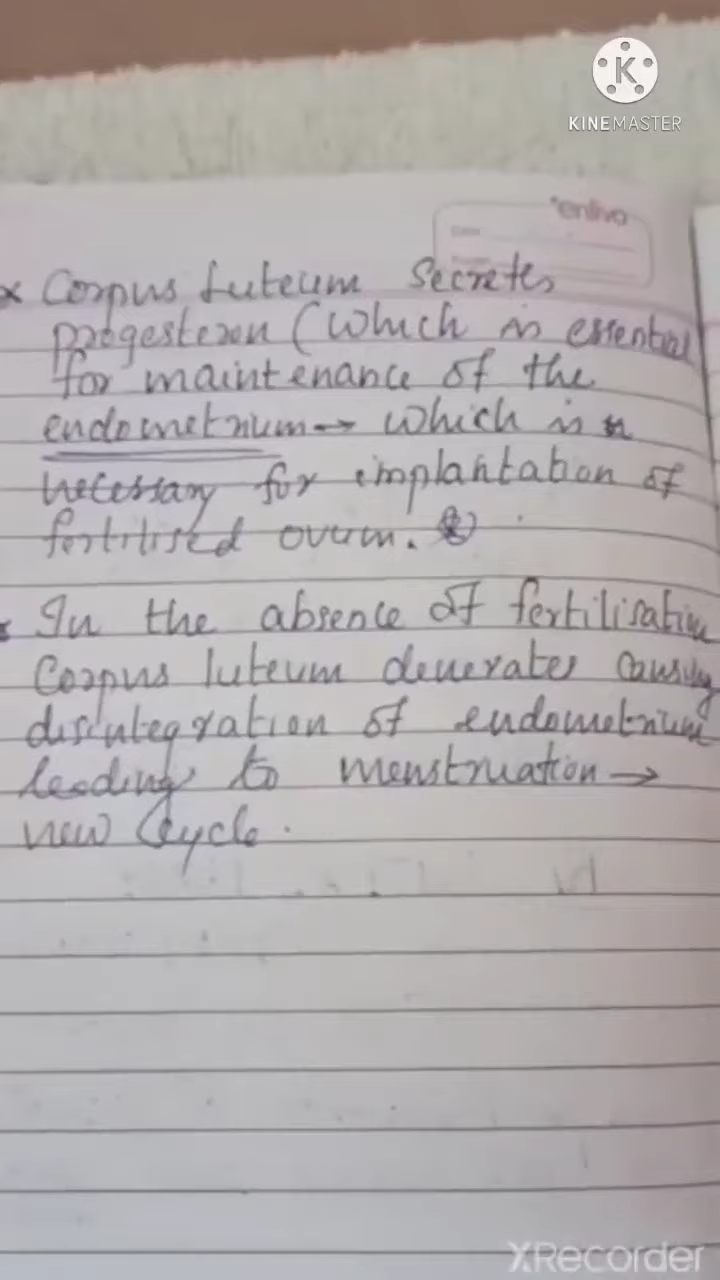 KINEMASTER
enlivo
Corpus Luteum Secretes
progesteron (which is essential
for maintenance of the
endometrium → which is
necessary for implantation of
fertilised ovum.
In the absence of fertilisation
Corpus luteum denerates causing
disintegration of endometrium
leading to menstruation →
new Cycle.
XRecorder